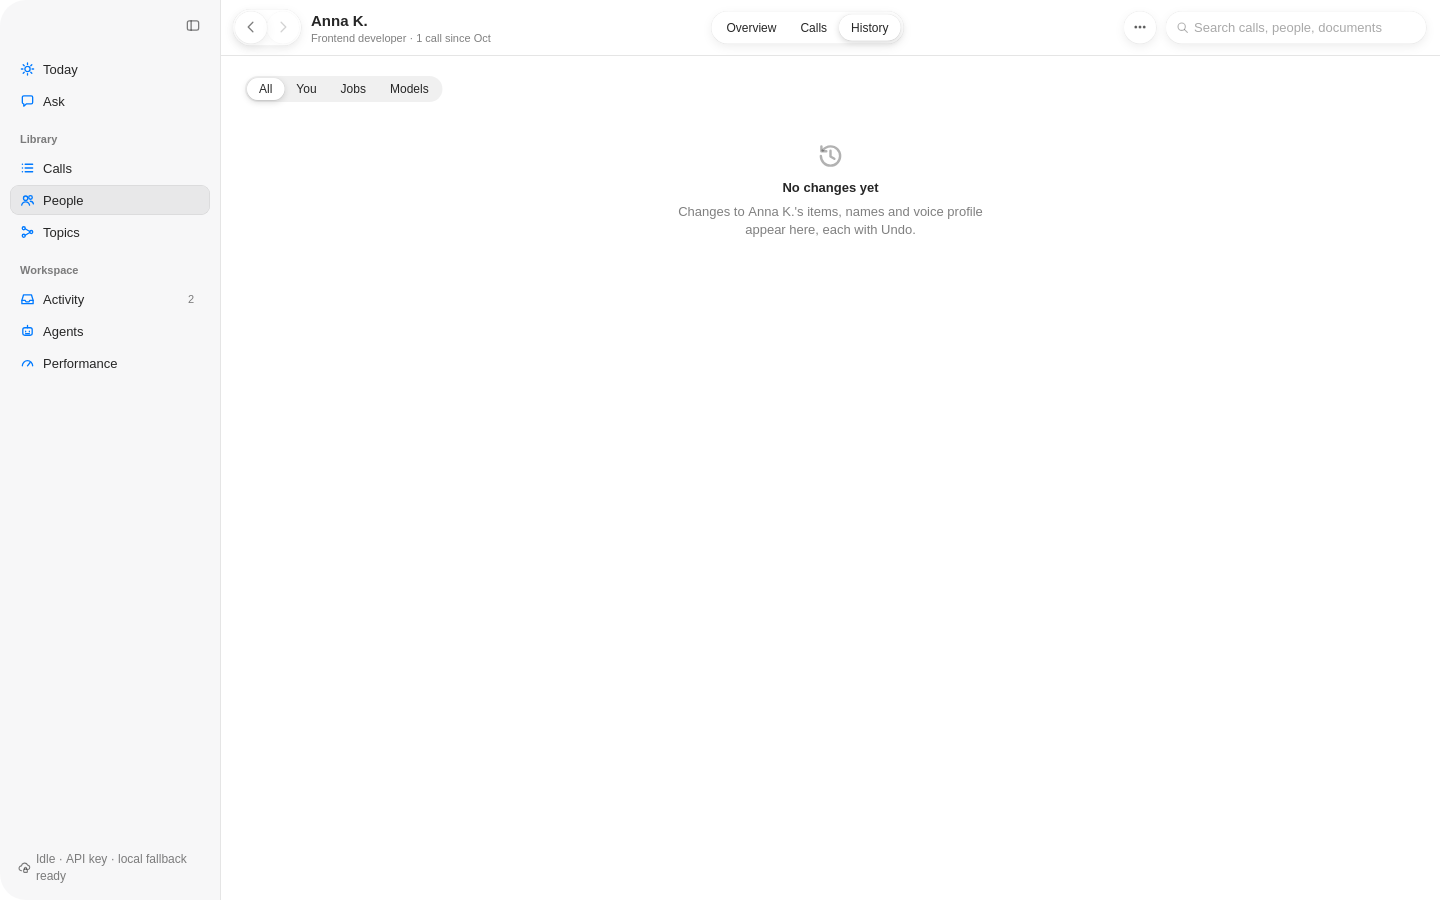 Today
Ask
Library
Calls
People
Topics
Workspace
Activity 2
Agents
Performance
Idle · API key · local fallback
ready
Anna K.
Frontend developer · 1 call since Oct
Overview Calls History
Search calls, people, documents
All You Jobs Models
No changes yet
Changes to Anna K.'s items, names and voice profile
appear here, each with Undo.